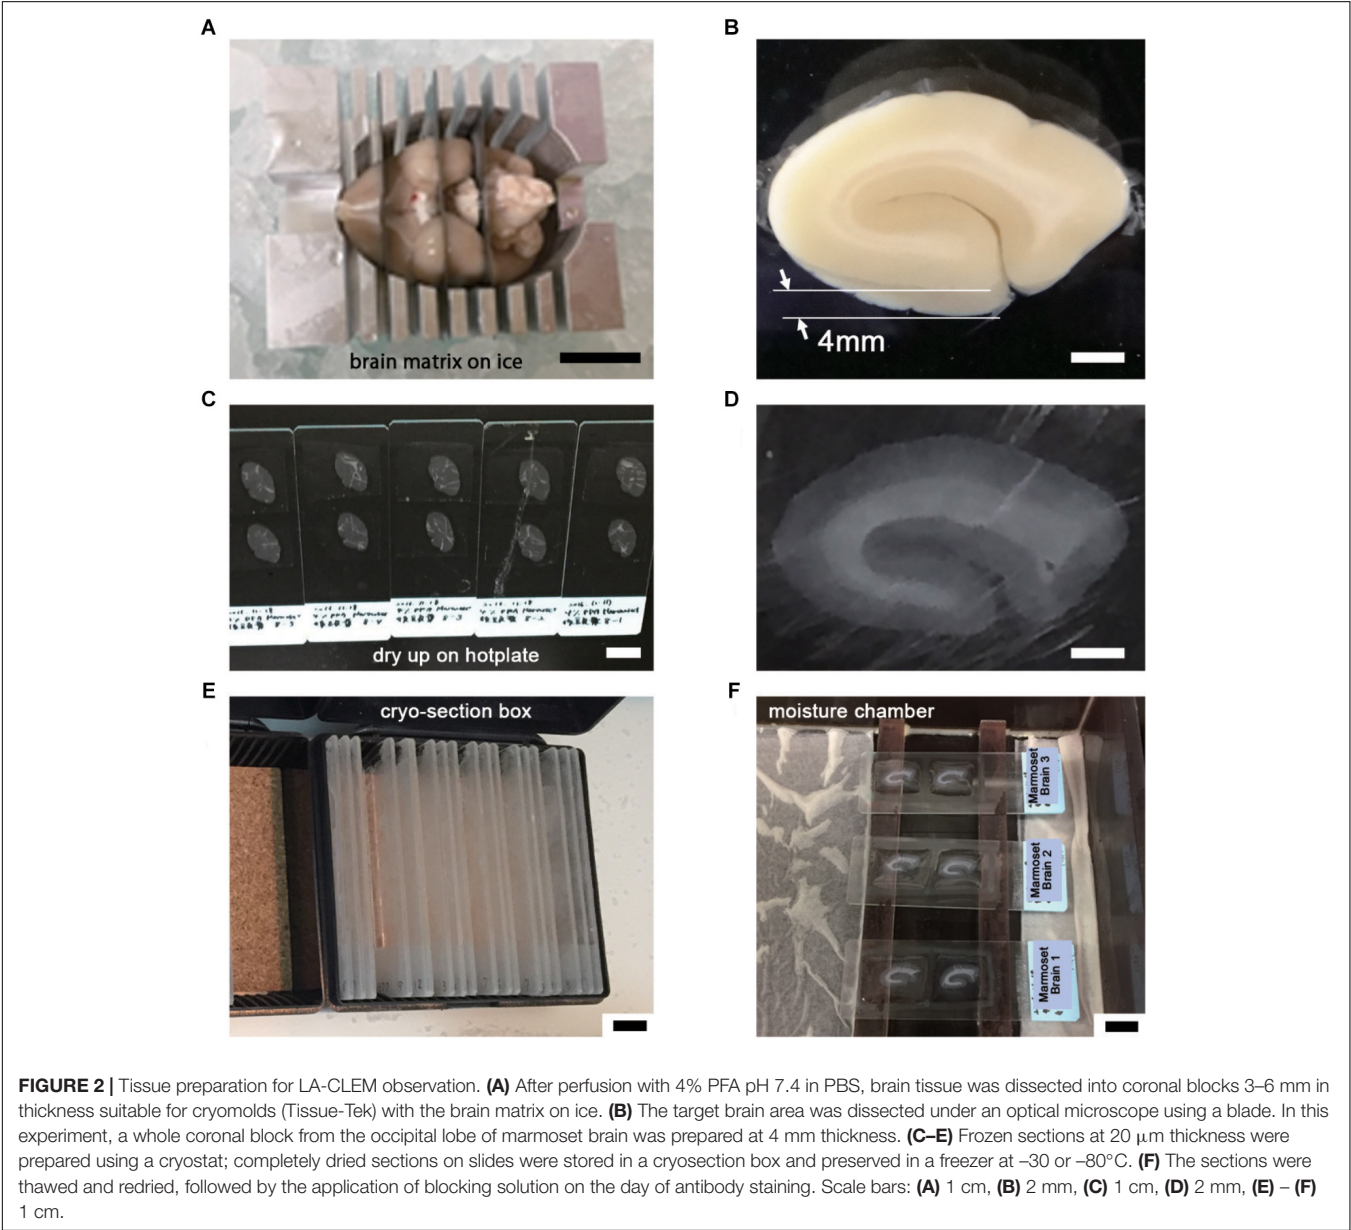 A
B
brain matrix on ice
4mm
C
D
dry up on hotplate
E
F
cryo-section box
moisture chamber
Marmoset
Brain 3
Marmoset
Brain 2
Marmoset
Brain 1
FIGURE 2 | Tissue preparation for LA-CLEM observation. (A) After perfusion with 4% PFA pH 7.4 in PBS, brain tissue was dissected into coronal blocks 3–6 mm in
thickness suitable for cryomolds (Tissue-Tek) with the brain matrix on ice. (B) The target brain area was dissected under an optical microscope using a blade. In this
experiment, a whole coronal block from the occipital lobe of marmoset brain was prepared at 4 mm thickness. (C–E) Frozen sections at 20 μm thickness were
prepared using a cryostat; completely dried sections on slides were stored in a cryosection box and preserved in a freezer at –30 or –80°C. (F) The sections were
thawed and redried, followed by the application of blocking solution on the day of antibody staining. Scale bars: (A) 1 cm, (B) 2 mm, (C) 1 cm, (D) 2 mm, (E) – (F)
1 cm.